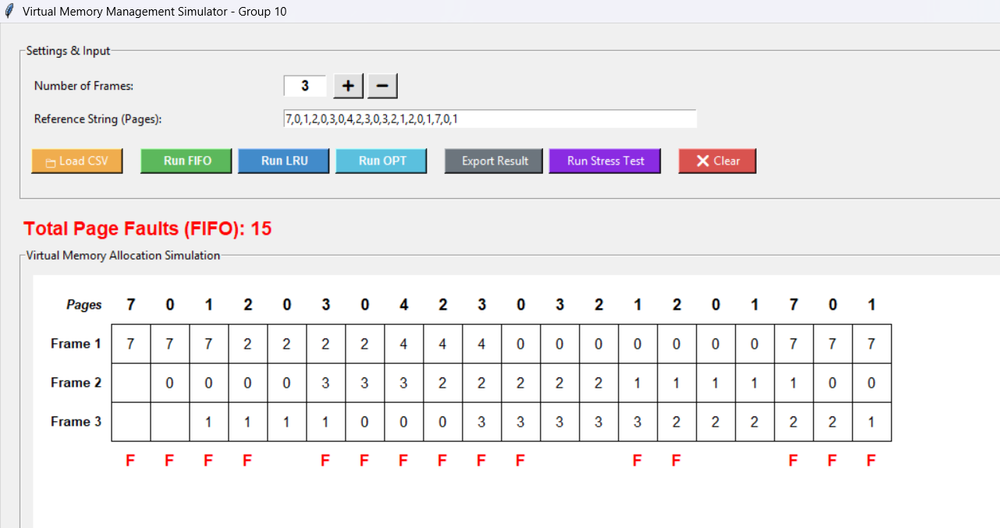 Virtual Memory Management Simulator - Group 10
Settings & Input
Number of Frames: 3 + −
Reference String (Pages): 7,0,1,2,0,3,0,4,2,3,0,3,2,1,2,0,1,7,0,1
Load CSV Run FIFO Run LRU Run OPT Export Result Run Stress Test Clear
Total Page Faults (FIFO): 15
Virtual Memory Allocation Simulation
Pages 7 0 1 2 0 3 0 4 2 3 0 3 2 1 2 0 1 7 0 1
Frame 1 7 7 7 2 2 2 2 4 4 4 0 0 0 0 0 0 0 7 7 7
Frame 2 0 0 0 0 3 3 3 2 2 2 2 2 1 1 1 1 1 0 0
Frame 3 1 1 1 1 0 0 0 3 3 3 3 3 2 2 2 2 2 1
F F F F F F F F F F F F F F F